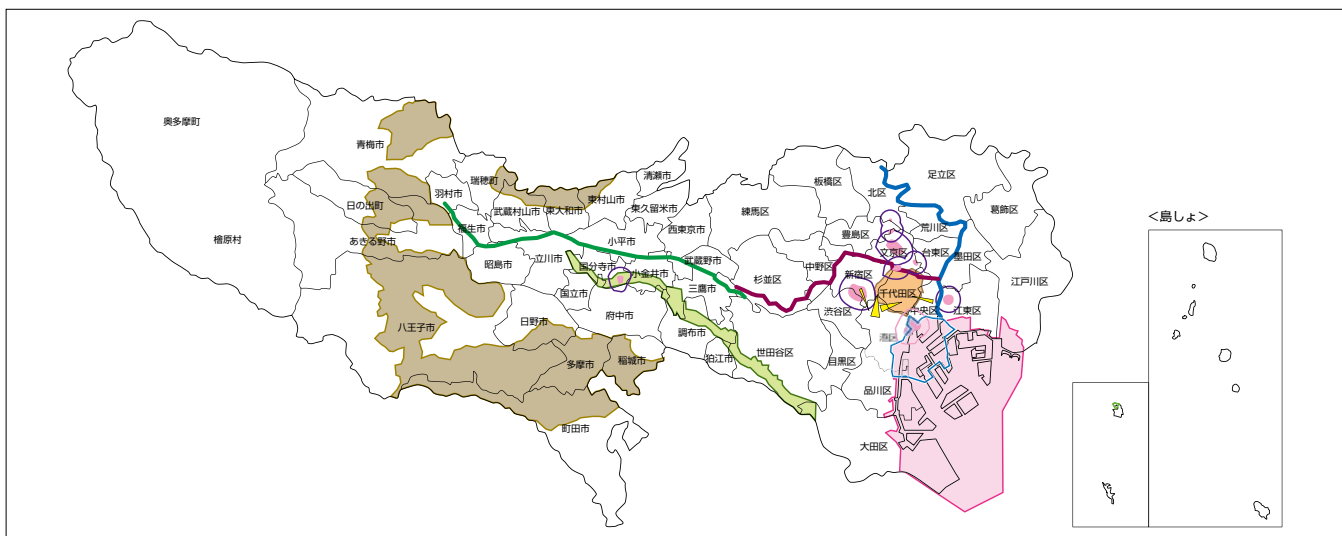 奥多摩町
青梅市
瑞穂町
羽村市
日の出町
福生市
武蔵村山市
東大和市
東村山市
清瀬市
東久留米市
西東京市
あきる野市
檜原村
昭島市
立川市
小平市
国分寺市
小金井市
武蔵野市
三鷹市
国立市
府中市
日野市
八王子市
多摩市
稲城市
町田市
調布市
狛江市
練馬区
板橋区
北区
足立区
葛飾区
豊島区
荒川区
文京区
台東区
墨田区
江戸川区
杉並区
中野区
新宿区
千代田区
中央区
江東区
渋谷区
港区
世田谷区
目黒区
品川区
大田区
<島しょ>